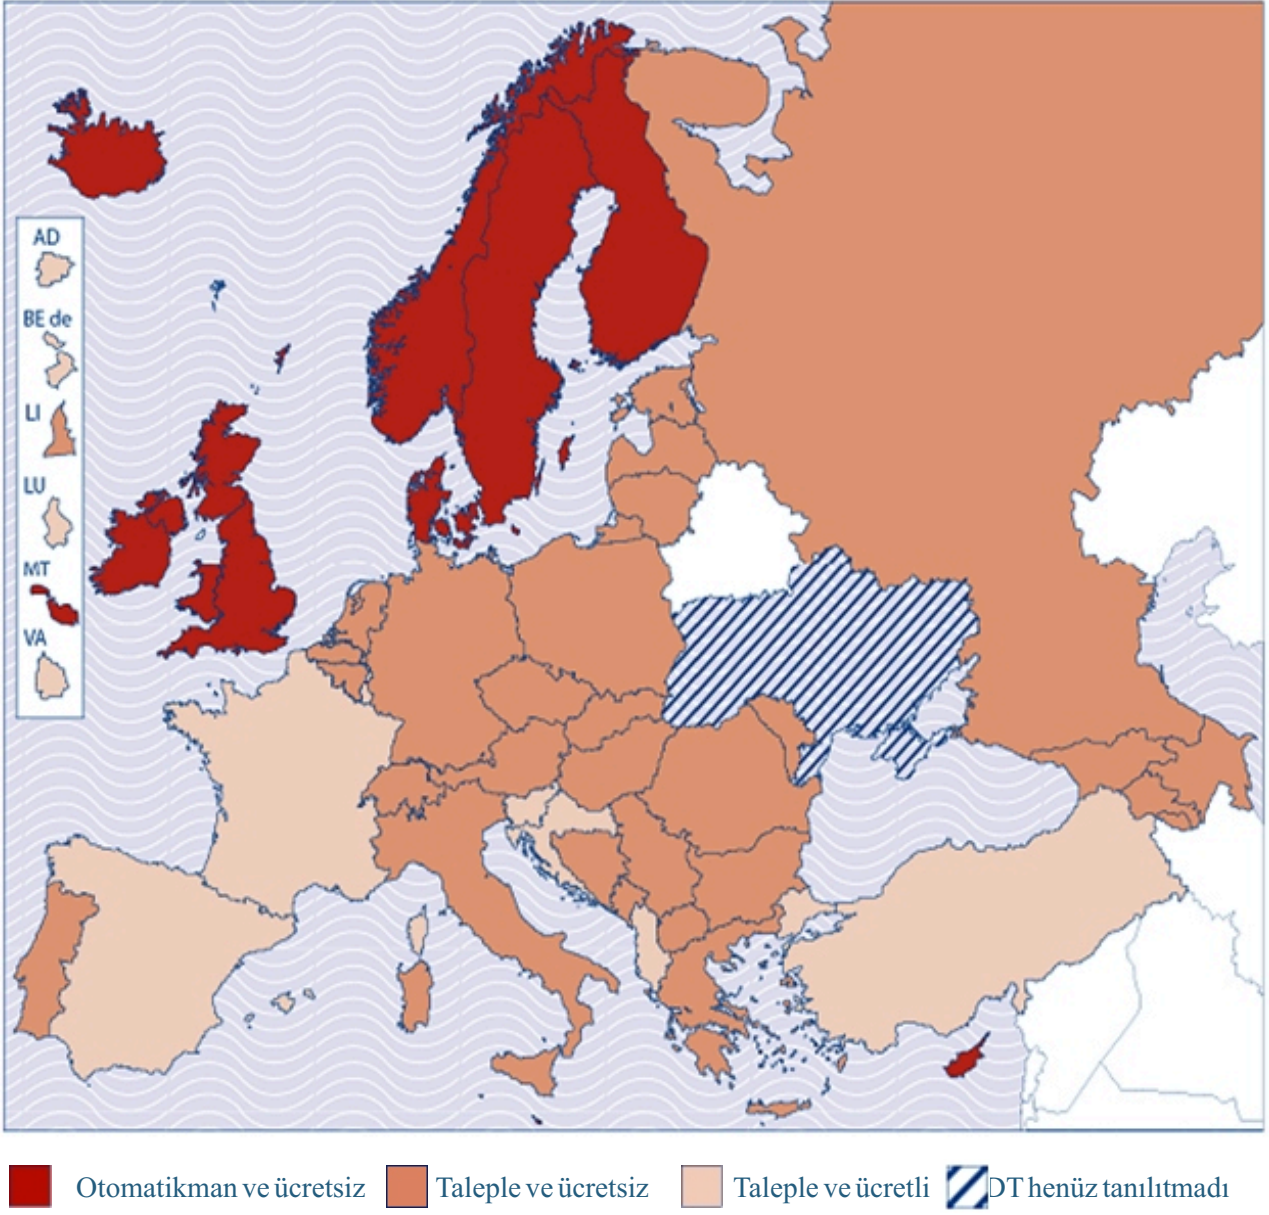 AD
BE de
LI
LU
MT
VA
Otomatikman ve ücretsiz
Taleple ve ücretsiz
Taleple ve ücretli
DT henüz tanılıtmadı